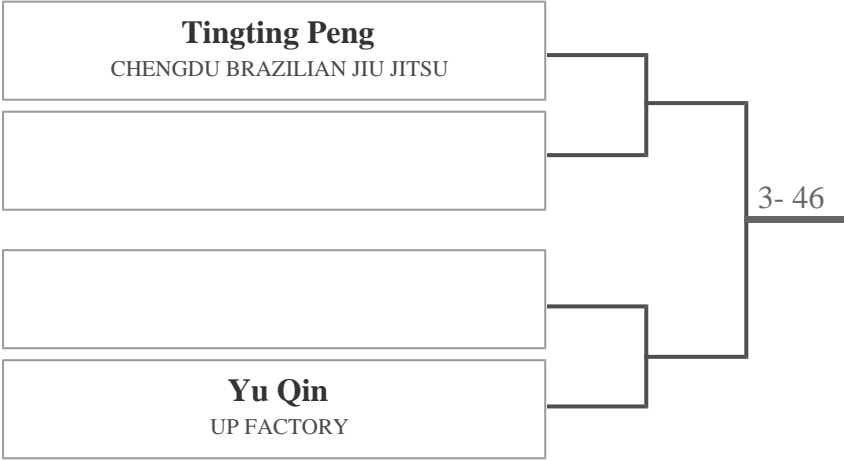 Tingting Peng
CHENGDU BRAZILIAN JIU JITSU
3- 46
Yu Qin
UP FACTORY